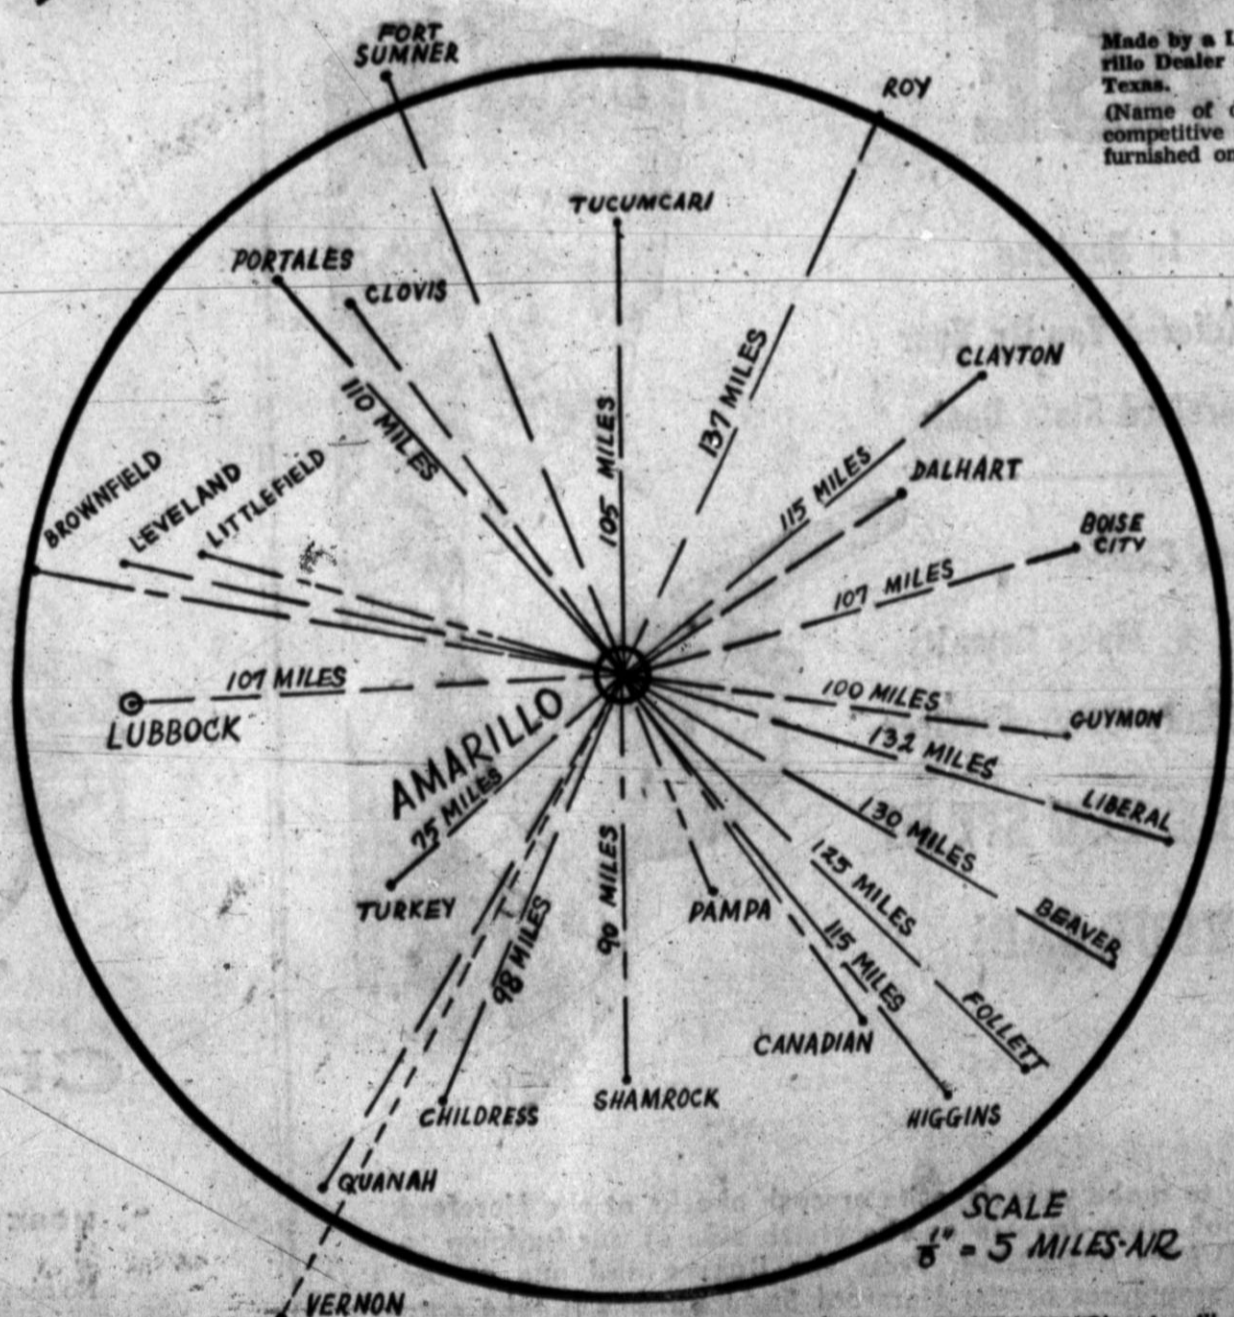 FORT
SUMNER
ROY
Made by a
rillo Dealer
Texas.
(Name of
competitive
furnished
TUCUMCARI
PORTALES
CLOVIS
137 MILES
CLAYTON
110 MILES
105 MILES
115 MILES
DALHART
BROWNFIELD
LEVELAND
LITTLEFIELD
BOISE
CITY
107 MILES
107 MILES
LUBBOCK
AMARILLO
100 MILES
GUYMON
132 MILES
LIBERAL
75 MILES
TURKEY
98 MILES
90 MILES
PAMPA
130 MILES
BEAVER
125 MILES
FOLLETT
115 MILES
CANADIAN
HIGGINS
CHILDRESS
SHAMROCK
QUANAH
SCALE
1/8" = 5 MILES-AIR
VERNON